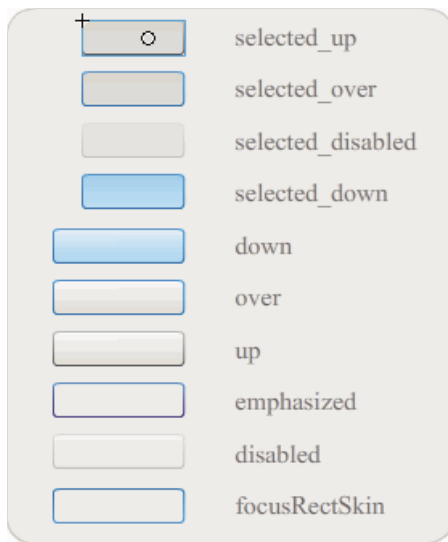 selected_up
selected_over
selected_disabled
selected_down
down
over
up
emphasized
disabled
focusRectSkin